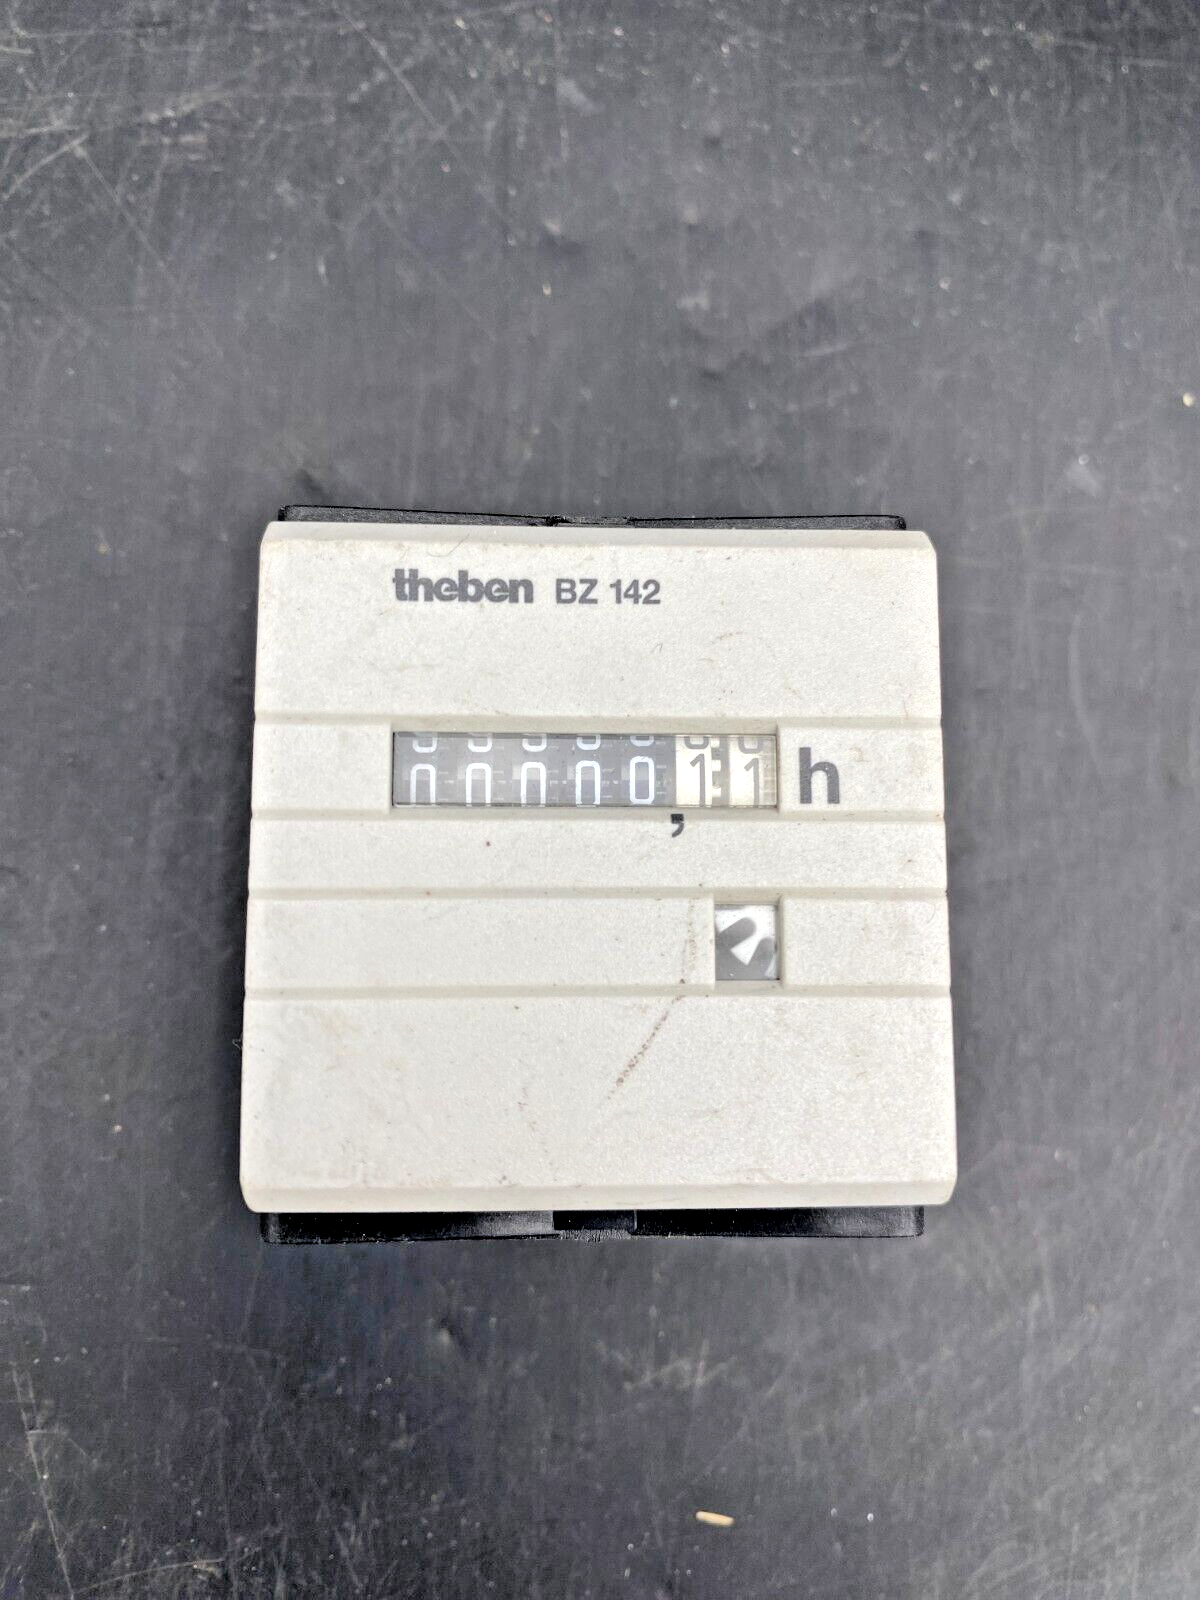 theben BZ 142
00000,11 h